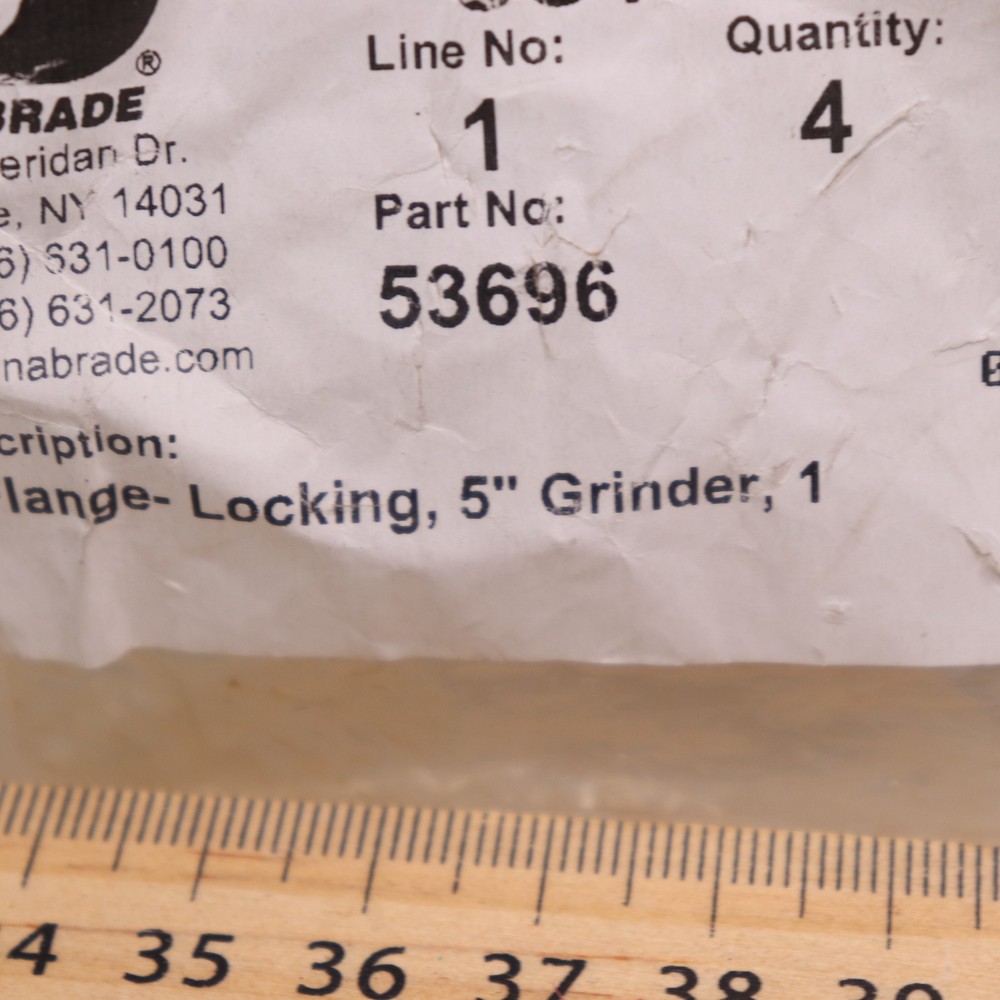 ®
BRADE
eridan Dr.
e, NY 14031
6) 631-0100
6) 631-2073
nabrade.com
Line No:
1
Quantity:
4
Part No:
53696
cription:
lange- Locking, 5" Grinder, 1
34 35 36 37 38 39